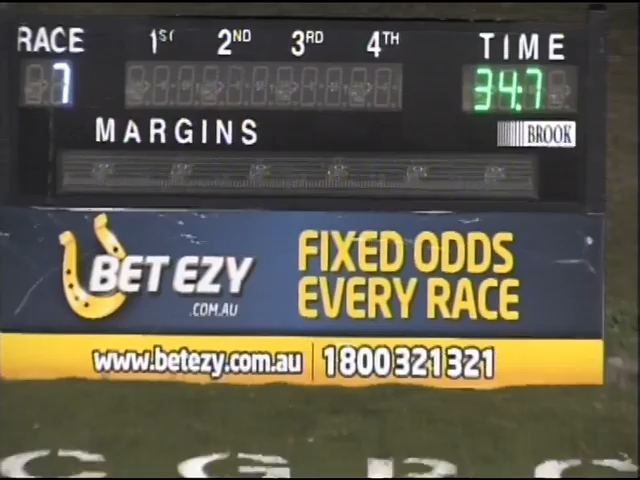 RACE 1ST 2ND 3RD 4TH TIME
7 34:7
MARGINS BROOK
BET EZY FIXED ODDS
.COM.AU EVERY RACE
www.betezy.com.au 1800 321 321